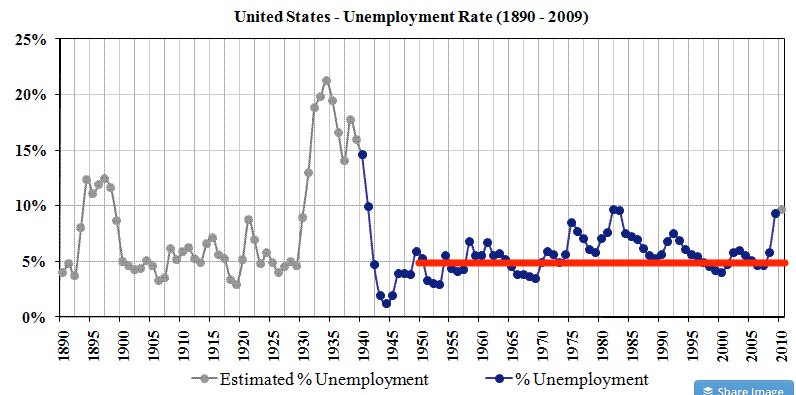 United States - Unemployment Rate (1890 - 2009)
25%
20%
15%
10%
5%
0%
1890 1895 1900 1905 1910 1915 1920 1925 1930 1935 1940 1945 1950 1955 1960 1965 1970 1975 1980 1985 1990 1995 2000 2005 2010
Estimated % Unemployment % Unemployment
Share Image